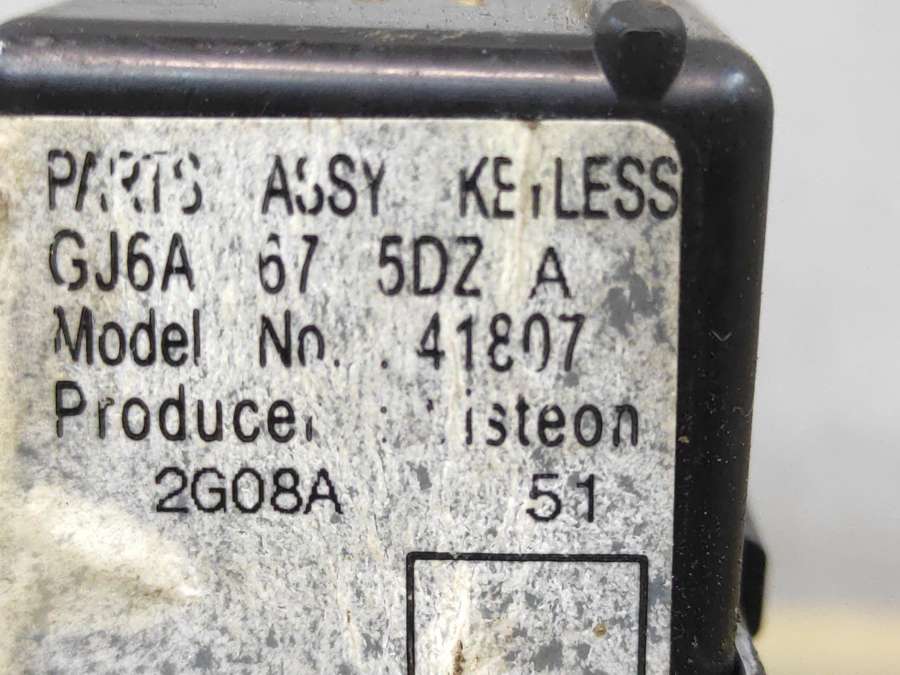 PARTS ASSY KEYLESS
GJ6A 67 5DZ A
Model No. : 41807
Producer : Visteon
2G08A 51